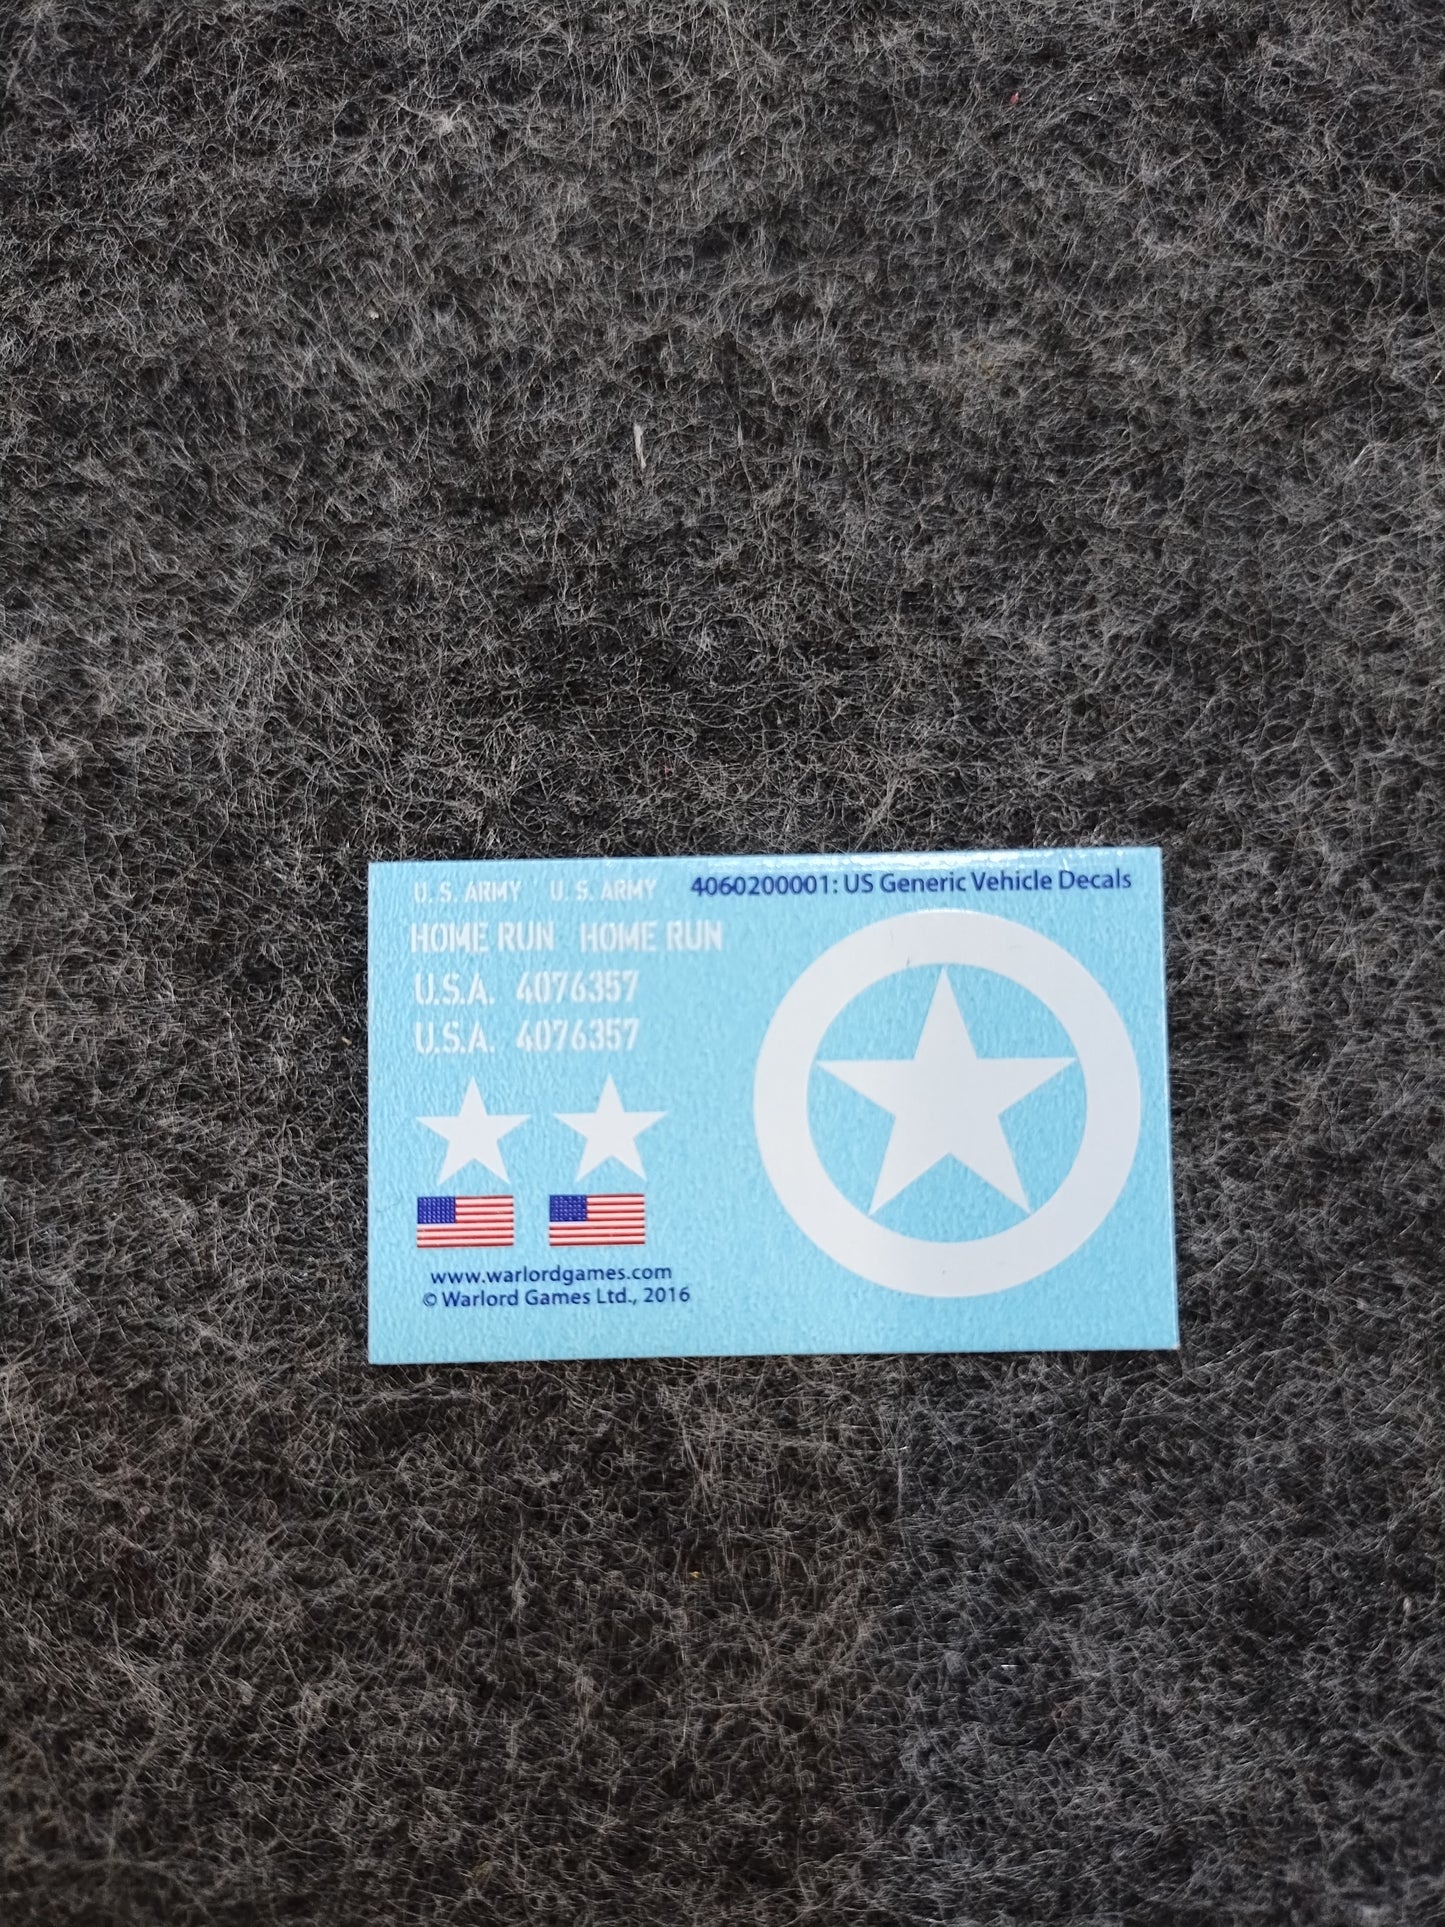 U. S. ARMY U. S. ARMY 4060200001: US Generic Vehicle Decals
HOME RUN HOME RUN
U.S.A. 4076357
U.S.A. 4076357
www.warlordgames.com
© Warlord Games Ltd., 2016